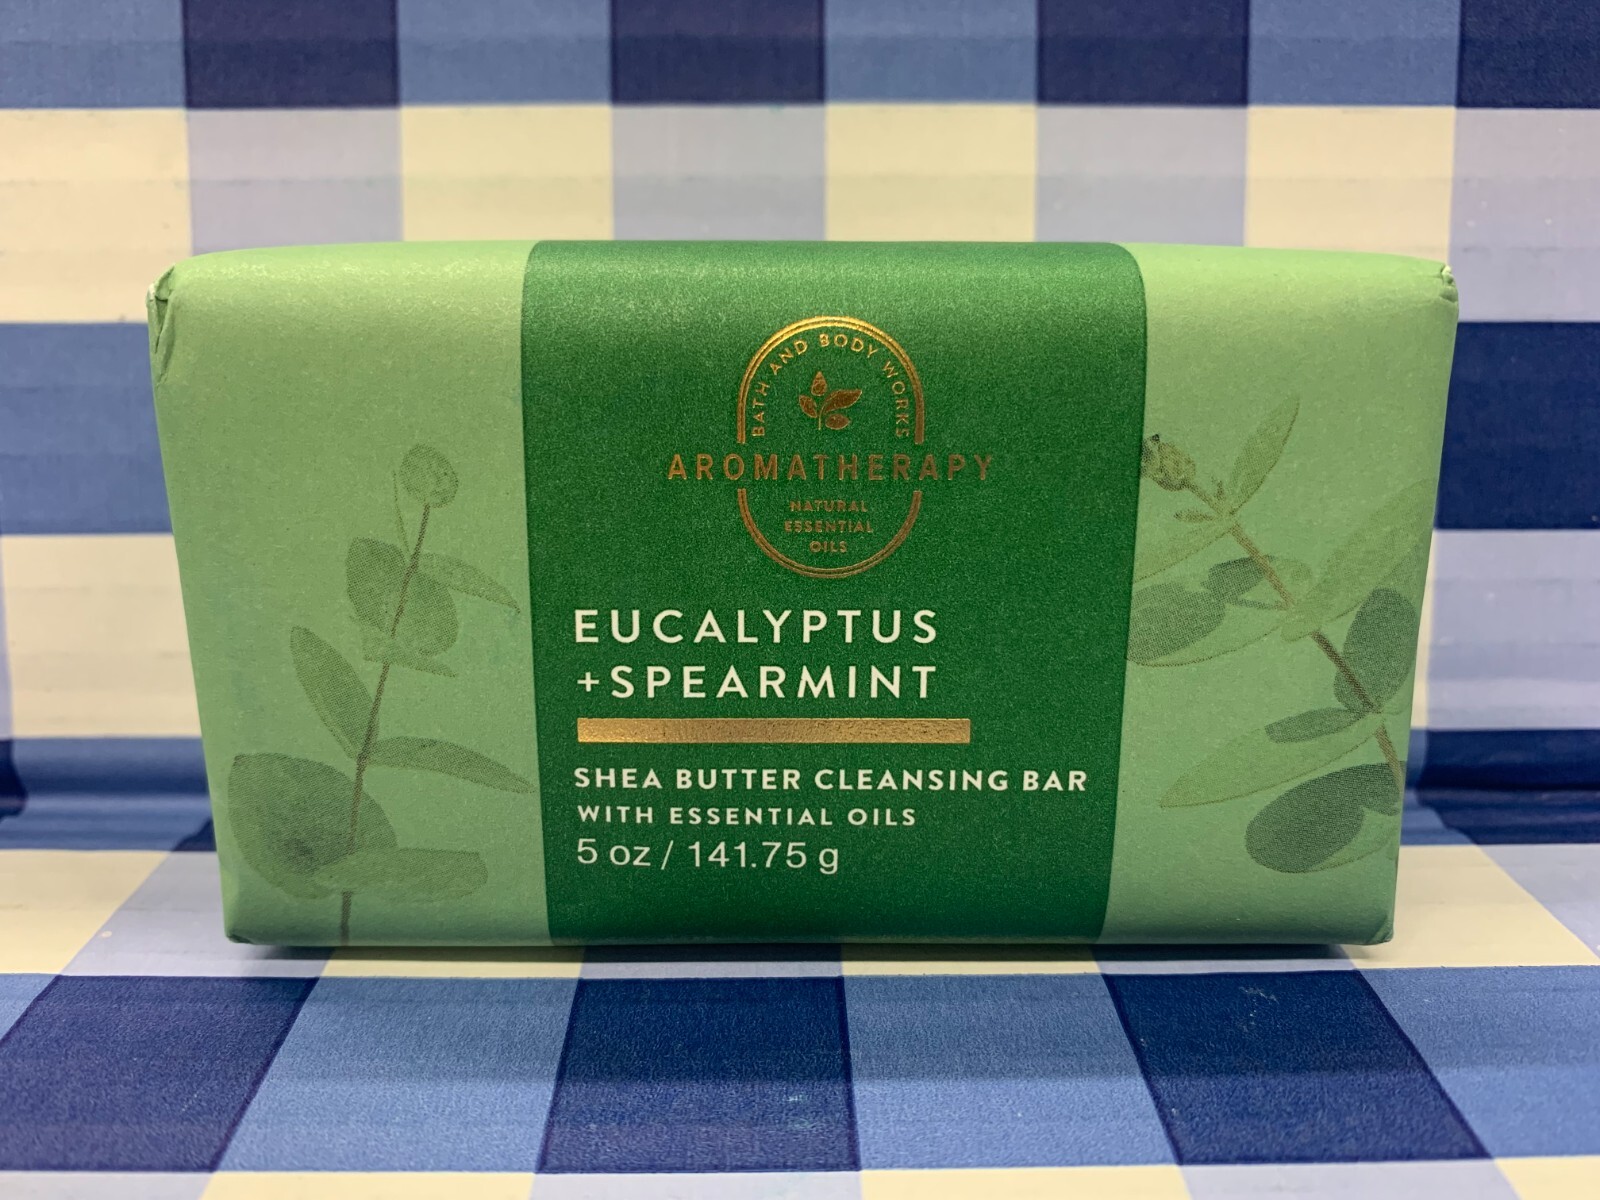 BATH AND BODY WORKS
AROMATHERAPY
NATURAL
ESSENTIAL
OILS
EUCALYPTUS
+SPEARMINT
SHEA BUTTER CLEANSING BAR
WITH ESSENTIAL OILS
5 oz / 141.75 g